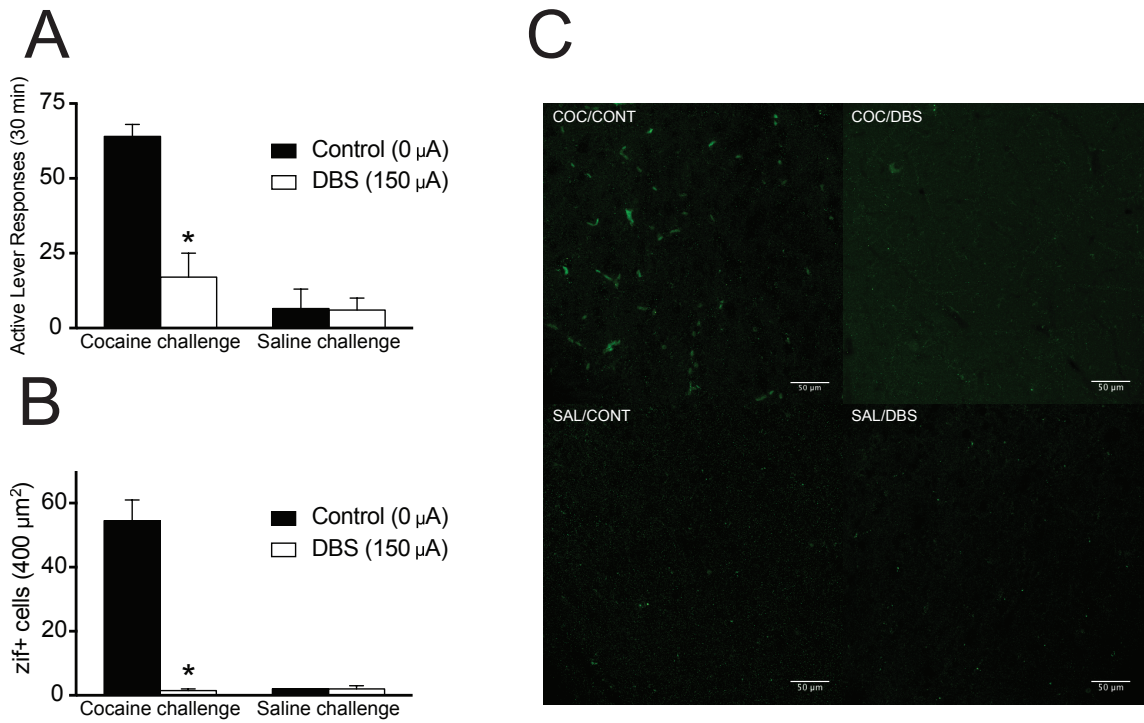 A
Active Lever Responses (30 min)
75
50
25
0
Control (0 µA)
DBS (150 µA)
*
Cocaine challenge
Saline challenge
B
zif+ cells (400 µm²)
60
40
20
0
Control (0 µA)
DBS (150 µA)
*
Cocaine challenge
Saline challenge
C
COC/CONT
50 µm
COC/DBS
50 µm
SAL/CONT
50 µm
SAL/DBS
50 µm